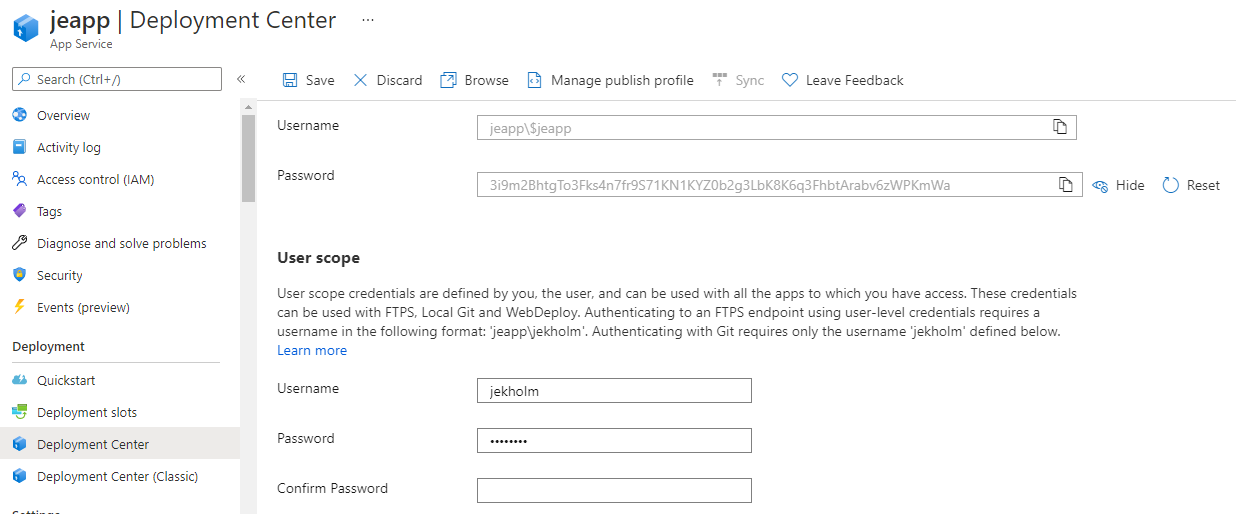 jeapp | Deployment Center ...
App Service
Search (Ctrl+/)
«
Overview
Activity log
Access control (IAM)
Tags
Diagnose and solve problems
Security
Events (preview)
Deployment
Quickstart
Deployment slots
Deployment Center
Deployment Center (Classic)
Save Discard Browse Manage publish profile Sync Leave Feedback
Username jeapp\$jeapp
Password 3i9m2BhtgTo3Fks4n7fr9S71KN1KYZ0b2g3LbK8K6q3FhbtArabv6zWPKmWa Hide Reset
User scope
User scope credentials are defined by you, the user, and can be used with all the apps to which you have access. These credentials
can be used with FTPS, Local Git and WebDeploy. Authenticating to an FTPS endpoint using user-level credentials requires a
username in the following format: 'jeapp\jekholm'. Authenticating with Git requires only the username 'jekholm' defined below.
Learn more
Username jekholm
Password ••••••••
Confirm Password